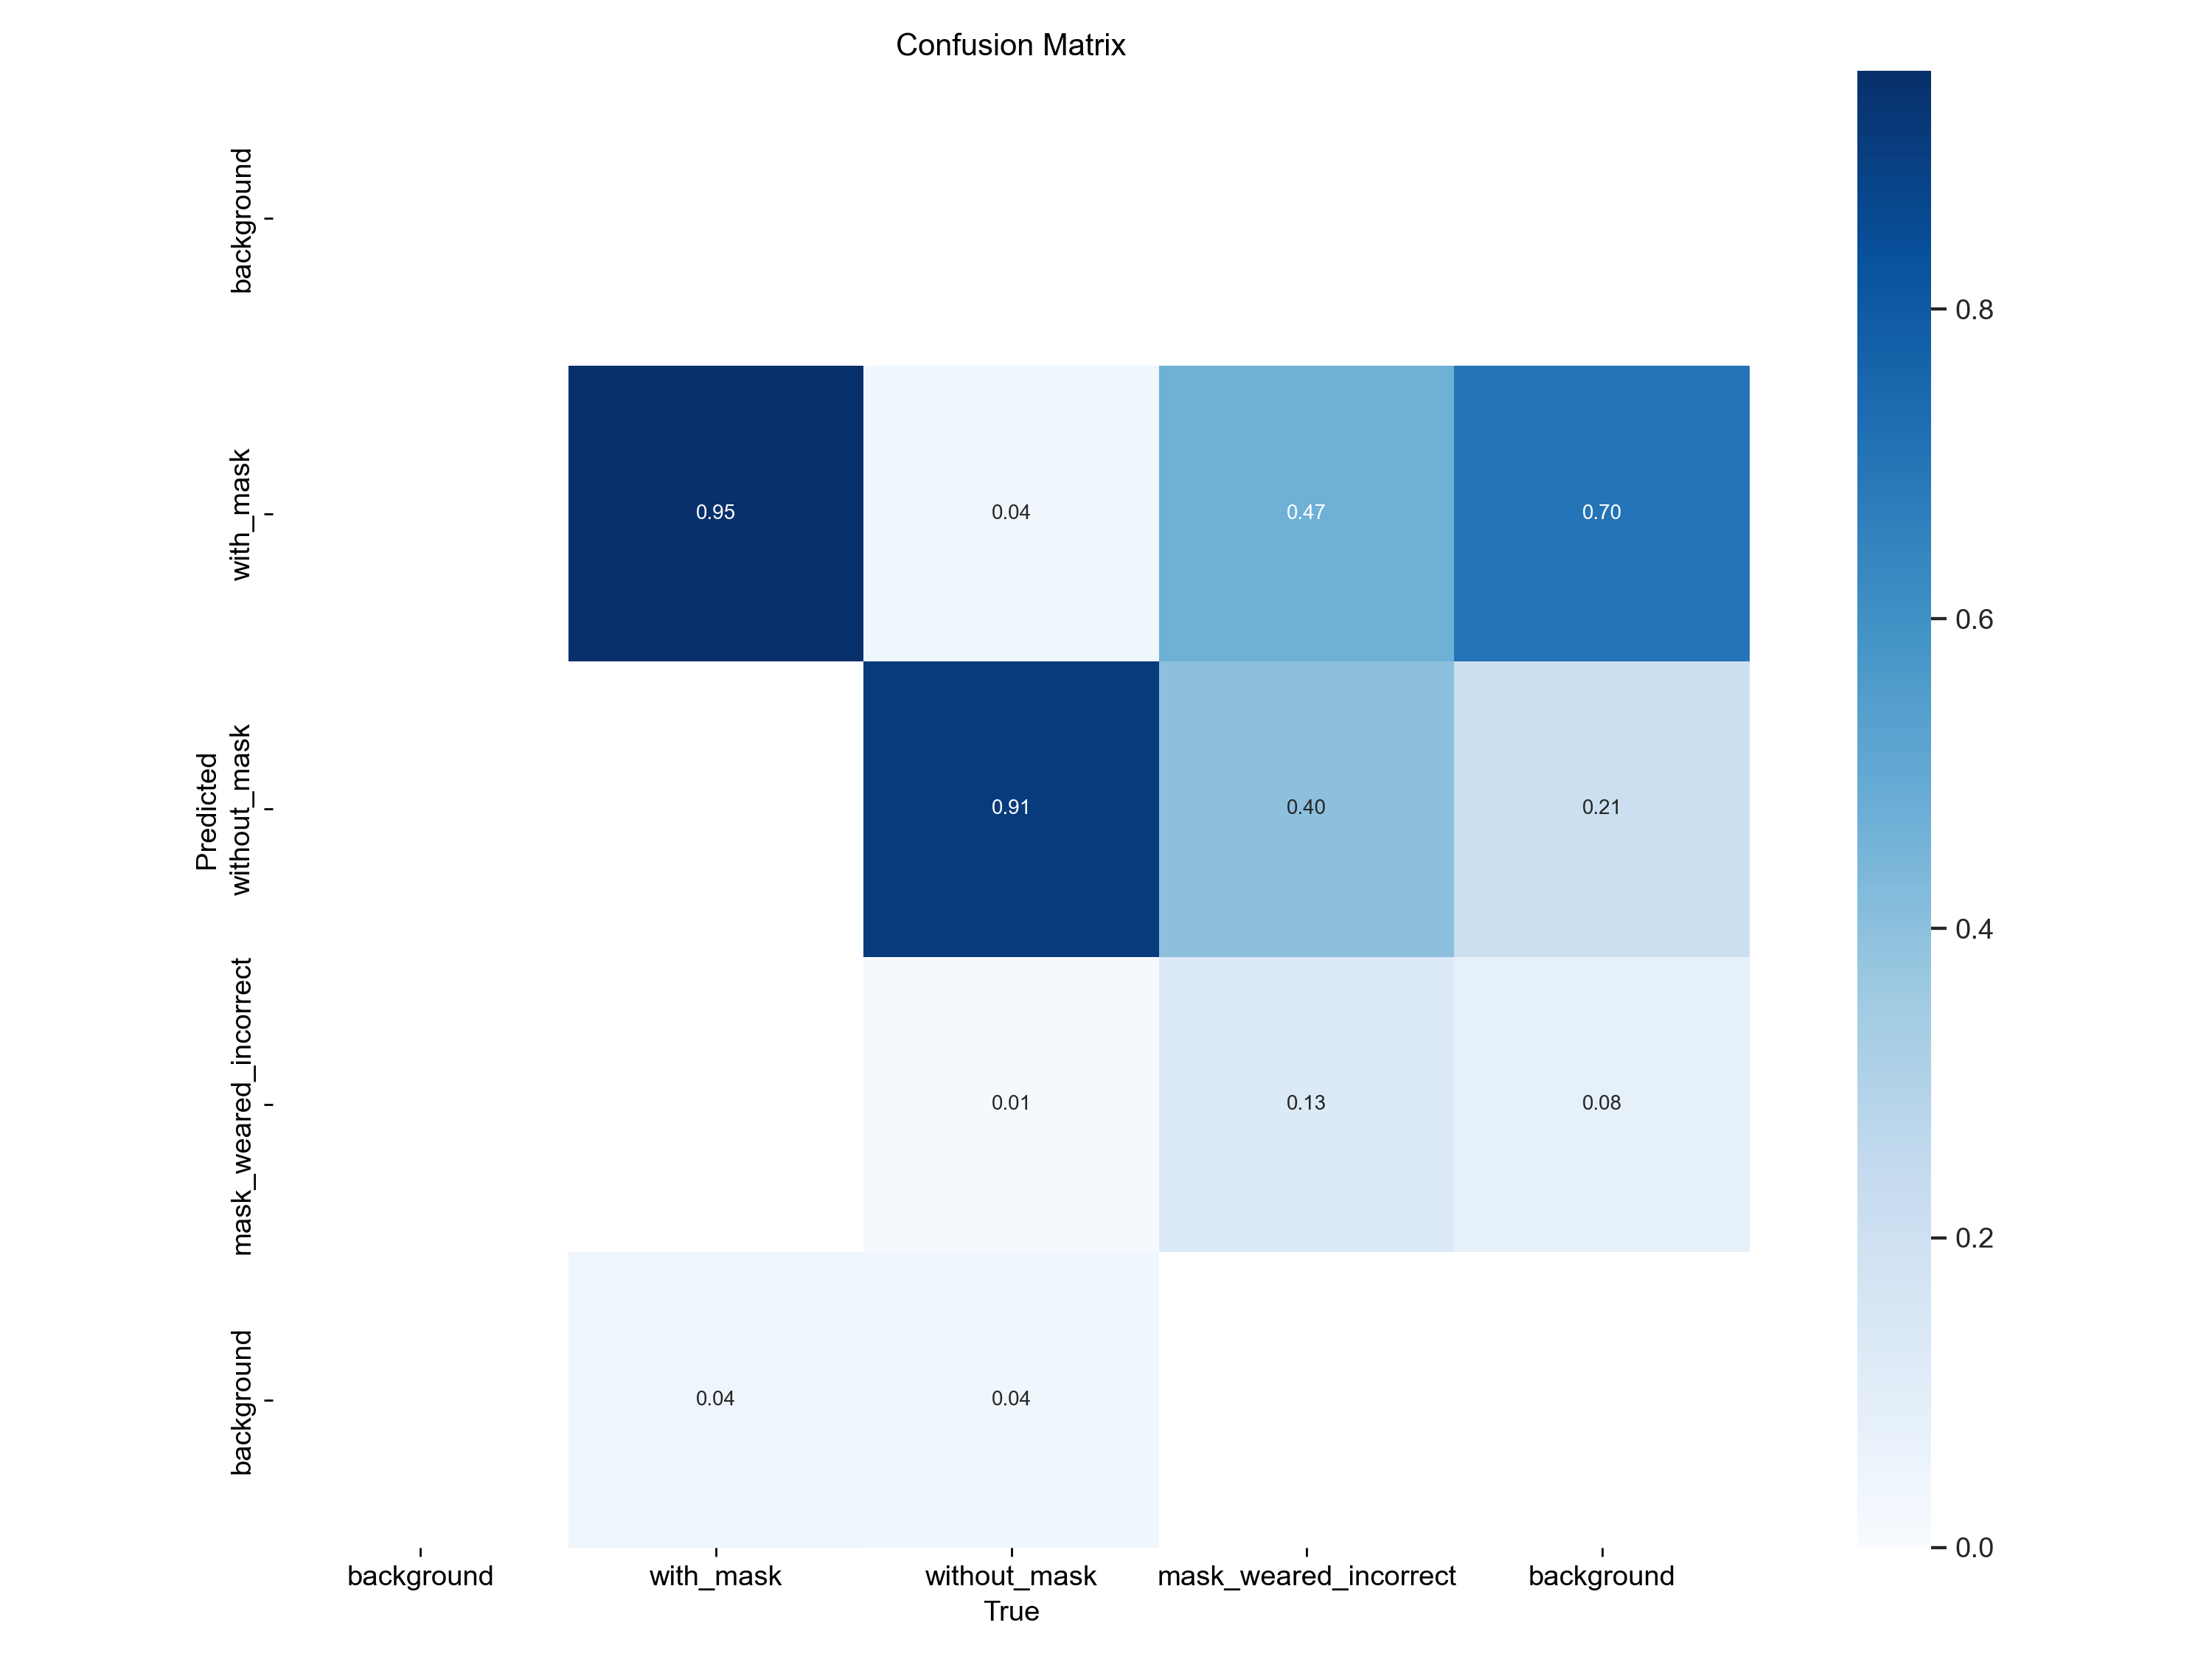 Confusion Matrix
background
with_mask
without_mask
mask_weared_incorrect
background
Predicted
0.95 0.04 0.47 0.70
0.91 0.40 0.21
0.01 0.13 0.08
0.04 0.04
background with_mask without_mask mask_weared_incorrect background
True
0.8
0.6
0.4
0.2
0.0